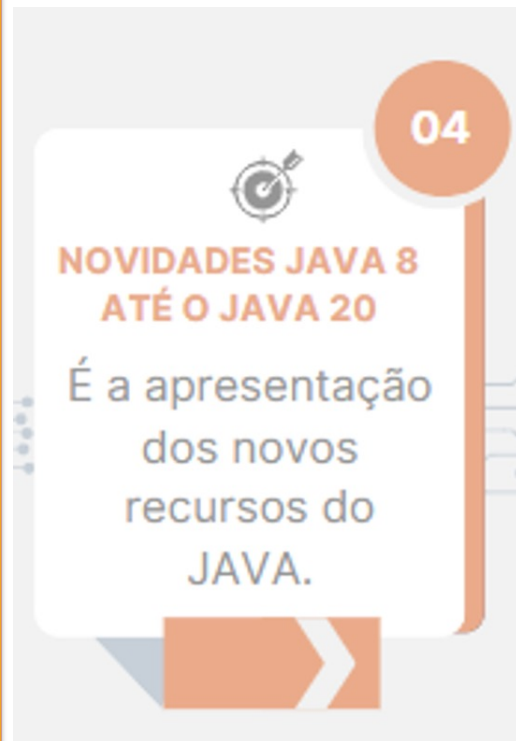 04
NOVIDADES JAVA 8
ATÉ O JAVA 20
É a apresentação
dos novos
recursos do
JAVA.